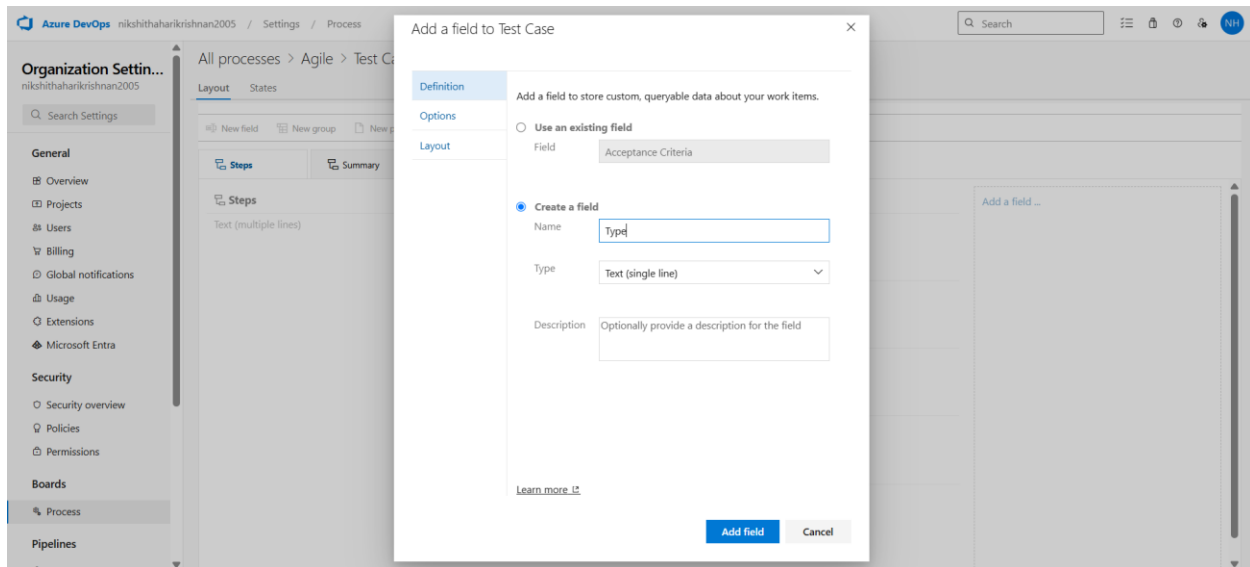 Azure DevOps nikshithaharikrishnan2005 / Settings / Process
Search
NH
Organization Settin...
nikshithaharikrishnan2005
Search Settings
General
Overview
Projects
Users
Billing
Global notifications
Usage
Extensions
Microsoft Entra
Security
Security overview
Policies
Permissions
Boards
Process
Pipelines
All processes > Agile > Test Ca
Layout States
New field New group New p
Steps Summary
Steps
Text (multiple lines)
Add a field to Test Case
Definition
Options
Layout
Add a field to store custom, queryable data about your work items.
Use an existing field
Field Acceptance Criteria
Create a field
Name Type
Type Text (single line)
Description Optionally provide a description for the field
Learn more
Add field Cancel
Add a field ...